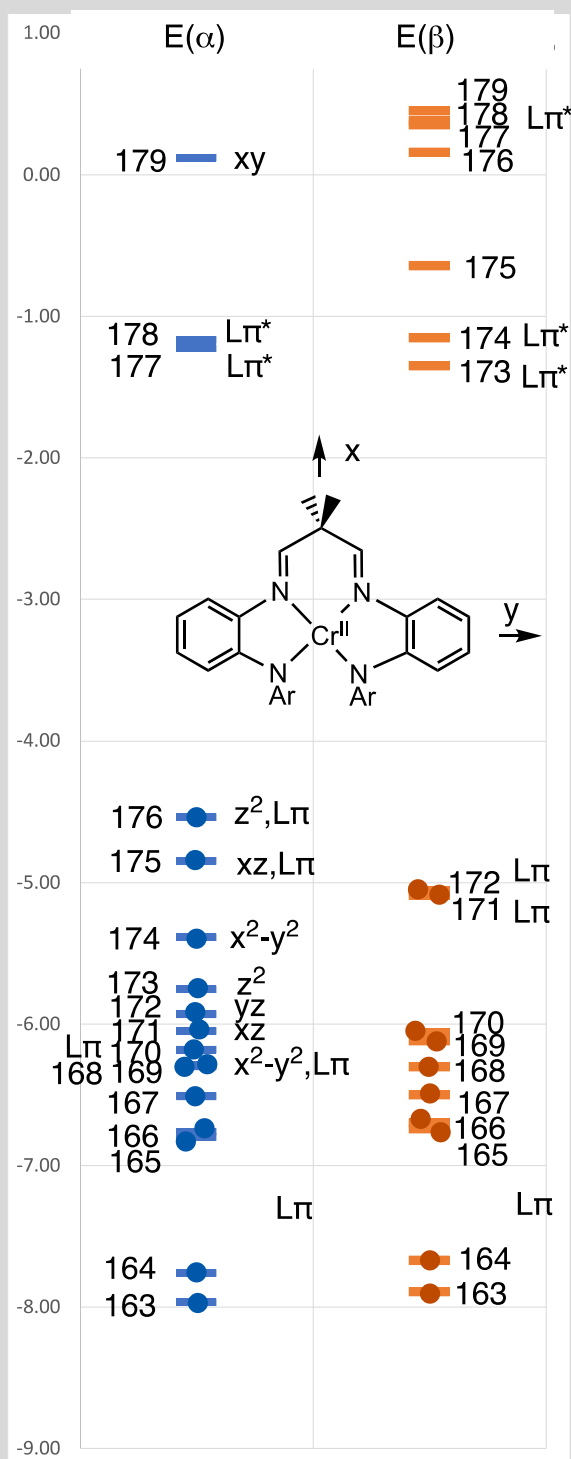 1.00 E(α) E(β)
179
178 Lπ*
177
179 xy 176
0.00
175
-1.00
178 Lπ* 174 Lπ*
177 Lπ* 173 Lπ*
-2.00
x
-3.00
N N
y
Cr^II
N N
Ar Ar
-4.00
176 z²,Lπ
175 xz,Lπ
-5.00 172 Lπ
171 Lπ
174 x²-y²
173 z²
172 yz
-6.00 170
171 xz
Lπ 170 169
168 169 x²-y²,Lπ 168
167 167
166 166
165 165
-7.00
Lπ Lπ
164 164
163 163
-8.00
-9.00